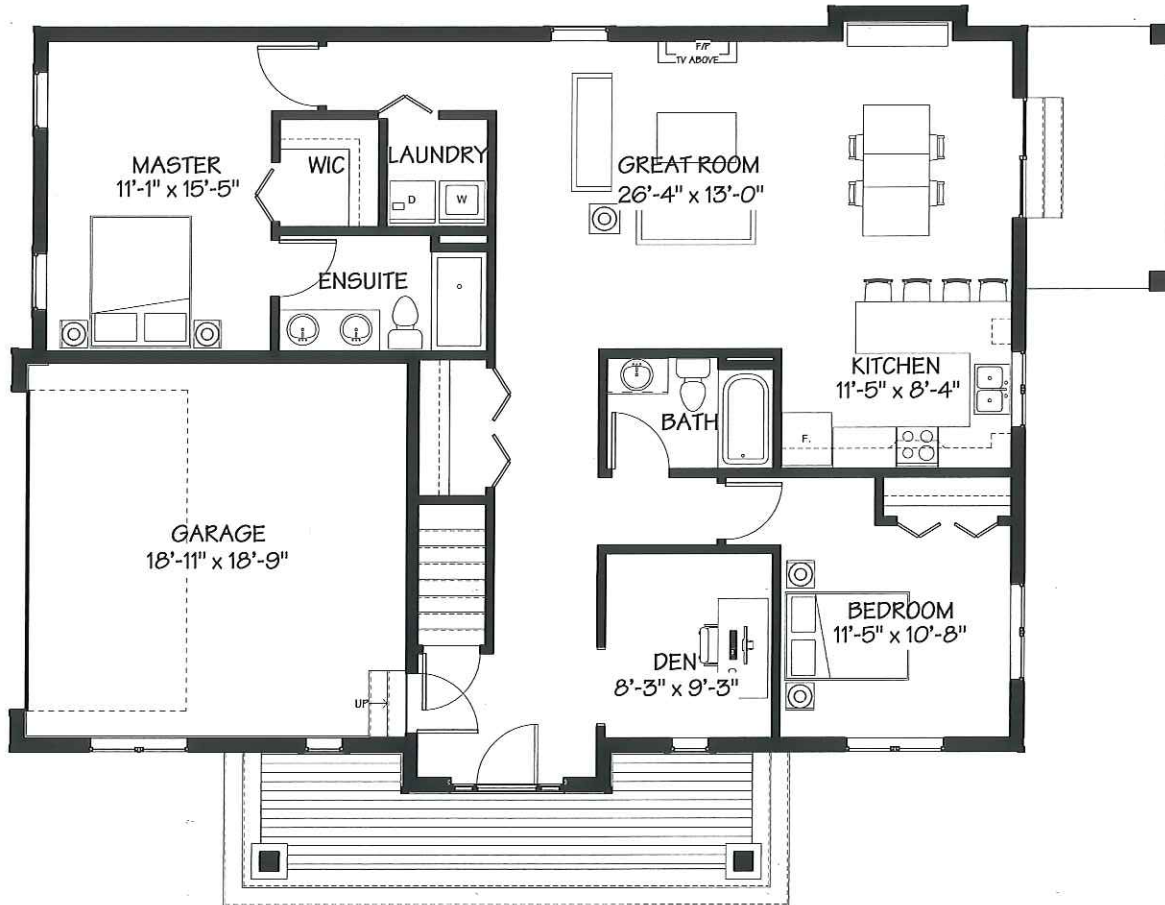 F/P
TV ABOVE
MASTER
11'-1" x 15'-5"
WIC
LAUNDRY
D
W
GREAT ROOM
26'-4" x 13'-0"
ENSUITE
KITCHEN
11'-5" x 8'-4"
BATH
F.
GARAGE
18'-11" x 18'-9"
UP
DEN
8'-3" x 9'-3"
BEDROOM
11'-5" x 10'-8"